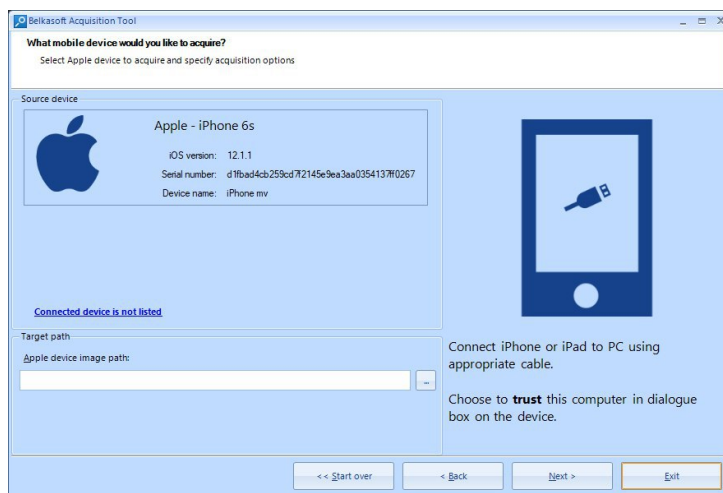 Belkasoft Acquisition Tool
What mobile device would you like to acquire?
Select Apple device to acquire and specify acquisition options
Source device
Apple - iPhone 6s
iOS version: 12.1.1
Serial number: d1fbad4cb259cd7f2145e9ea3aa0354137ff0267
Device name: iPhone mv
Connected device is not listed
Target path
Apple device image path:
...
Connect iPhone or iPad to PC using
appropriate cable.
Choose to trust this computer in dialogue
box on the device.
<< Start over
< Back
Next >
Exit